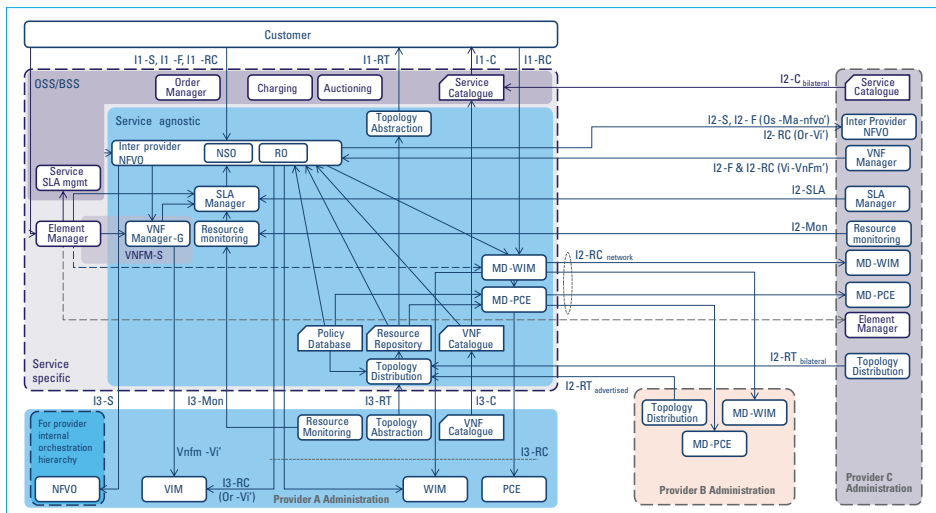 Customer
I1-S, I1 -F, I1 -RC
I1-RT
I1-C
I1-RC
OSS/BSS
Order
Manager
Charging
Auctioning
Service
Catalogue
I2-C bilateral
Service
Catalogue
Service agnostic
Topology
Abstraction
I2-S, I2- F (Os -Ma-nfvo’)
I2- RC (Or-Vi’)
Inter Provider
NFVO
Inter provider
NFVO
NSO
RO
I2-F & I2-RC (Vi-VnFm’)
VNF
Manager
Service
SLA mgmt
SLA
Manager
I2-SLA
SLA
Manager
Element
Manager
VNF
Manager -G
VNFM-S
Resource
monitoring
I2-Mon
Resource
monitoring
MD-WIM
I2-RC network
MD-WIM
MD-PCE
MD-PCE
Element
Manager
Policy
Database
Resource
Repository
VNF
Catalogue
Service
specific
Topology
Distribution
I2-RT bilateral
Topology
Distribution
I2-RT advertised
I3-S
I3-Mon
I3-RT
I3-C
For provider
internal
orchestration
hierarchy
Resource
Monitoring
Topology
Abstraction
VNF
Catalogue
Topology
Distribution
MD-WIM
MD-PCE
Vnfm -Vi’
I3-RC
I3-RC
(Or -Vi’)
NFVO
VIM
WIM
PCE
Provider A Administration
Provider B Administration
Provider C
Administration